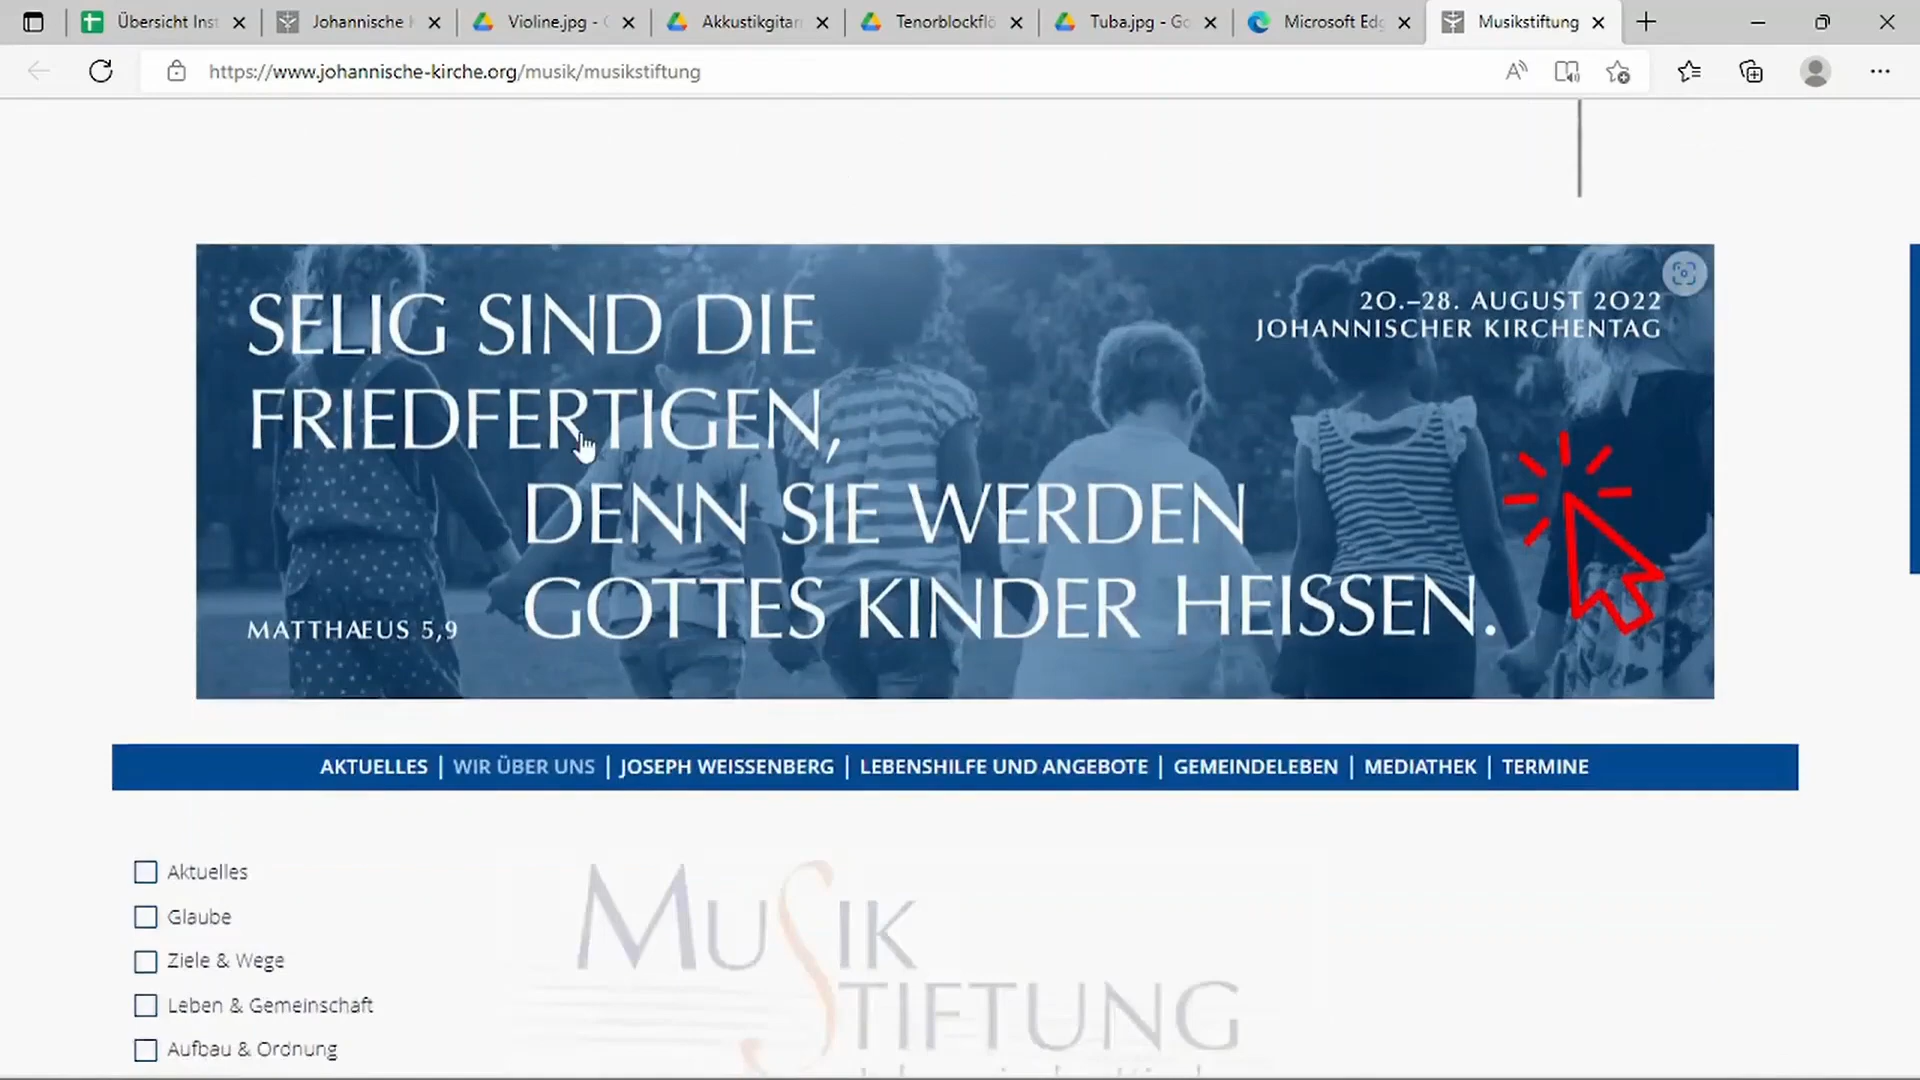 Übersicht Inst
Johannische K
Violine.jpg - G
Akkustikgitarr
Tenorblockflö
Tuba.jpg - Go
Microsoft Edg
Musikstiftung
https://www.johannische-kirche.org/musik/musikstiftung
SELIG SIND DIE
FRIEDFERTIGEN,
DENN SIE WERDEN
GOTTES KINDER HEISSEN.
MATTHAEUS 5,9
20.–28. AUGUST 2022
JOHANNISCHER KIRCHENTAG
AKTUELLES | WIR ÜBER UNS | JOSEPH WEISSENBERG | LEBENSHILFE UND ANGEBOTE | GEMEINDELEBEN | MEDIATHEK | TERMINE
Aktuelles
Glaube
Ziele & Wege
Leben & Gemeinschaft
Aufbau & Ordnung
MUSIK
STIFTUNG